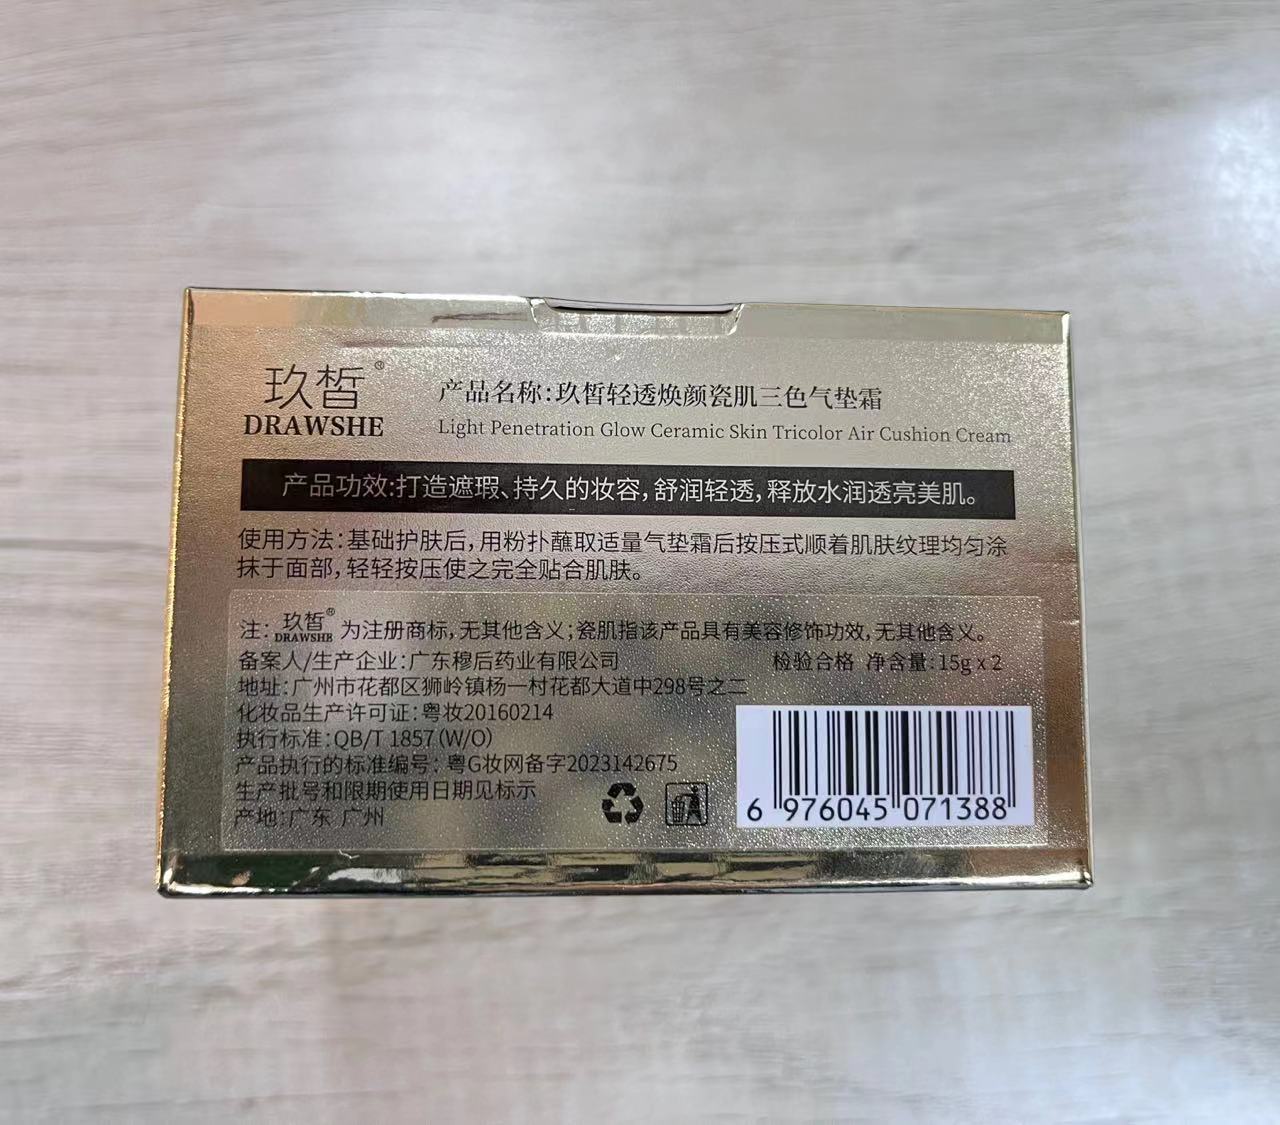 玖皙®
DRAWSHE
产品名称:玖皙轻透焕颜瓷肌三色气垫霜
Light Penetration Glow Ceramic Skin Tricolor Air Cushion Cream
产品功效:打造遮瑕、持久的妆容,舒润轻透,释放水润透亮美肌。
使用方法:基础护肤后,用粉扑蘸取适量气垫霜后按压式顺着肌肤纹理均匀涂
抹于面部,轻轻按压使之完全贴合肌肤。
注: 玖皙® DRAWSHE 为注册商标,无其他含义;瓷肌指该产品具有美容修饰功效,无其他含义。
备案人/生产企业:广东穆后药业有限公司 检验合格 净含量:15g x 2
地址:广州市花都区狮岭镇杨一村花都大道中298号之二
化妆品生产许可证:粤妆20160214
执行标准:QB/T 1857(W/O)
产品执行的标准编号: 粤G妆网备字2023142675
生产批号和限期使用日期见标示
产地:广东 广州
6 976045 071388